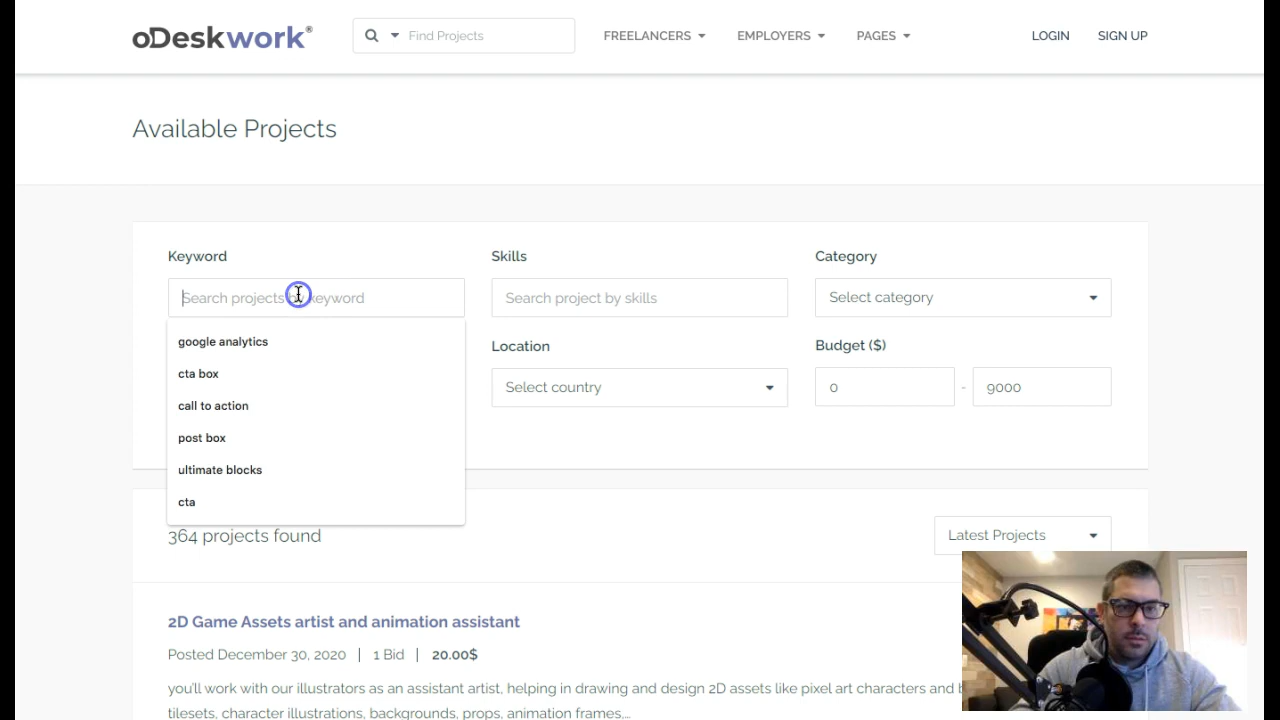 oDeskwork®
Find Projects
FREELANCERS
EMPLOYERS
PAGES
LOGIN
SIGN UP
Available Projects
Keyword
Skills
Category
Search projects by keyword
Search project by skills
Select category
google analytics
cta box
call to action
post box
ultimate blocks
cta
Location
Budget ($)
Select country
0 - 9000
364 projects found
Latest Projects
2D Game Assets artist and animation assistant
Posted December 30, 2020 | 1 Bid | 20.00$
you'll work with our illustrators as an assistant artist, helping in drawing and design 2D assets like pixel art characters and
tilesets, character illustrations, backgrounds, props, animation frames,...